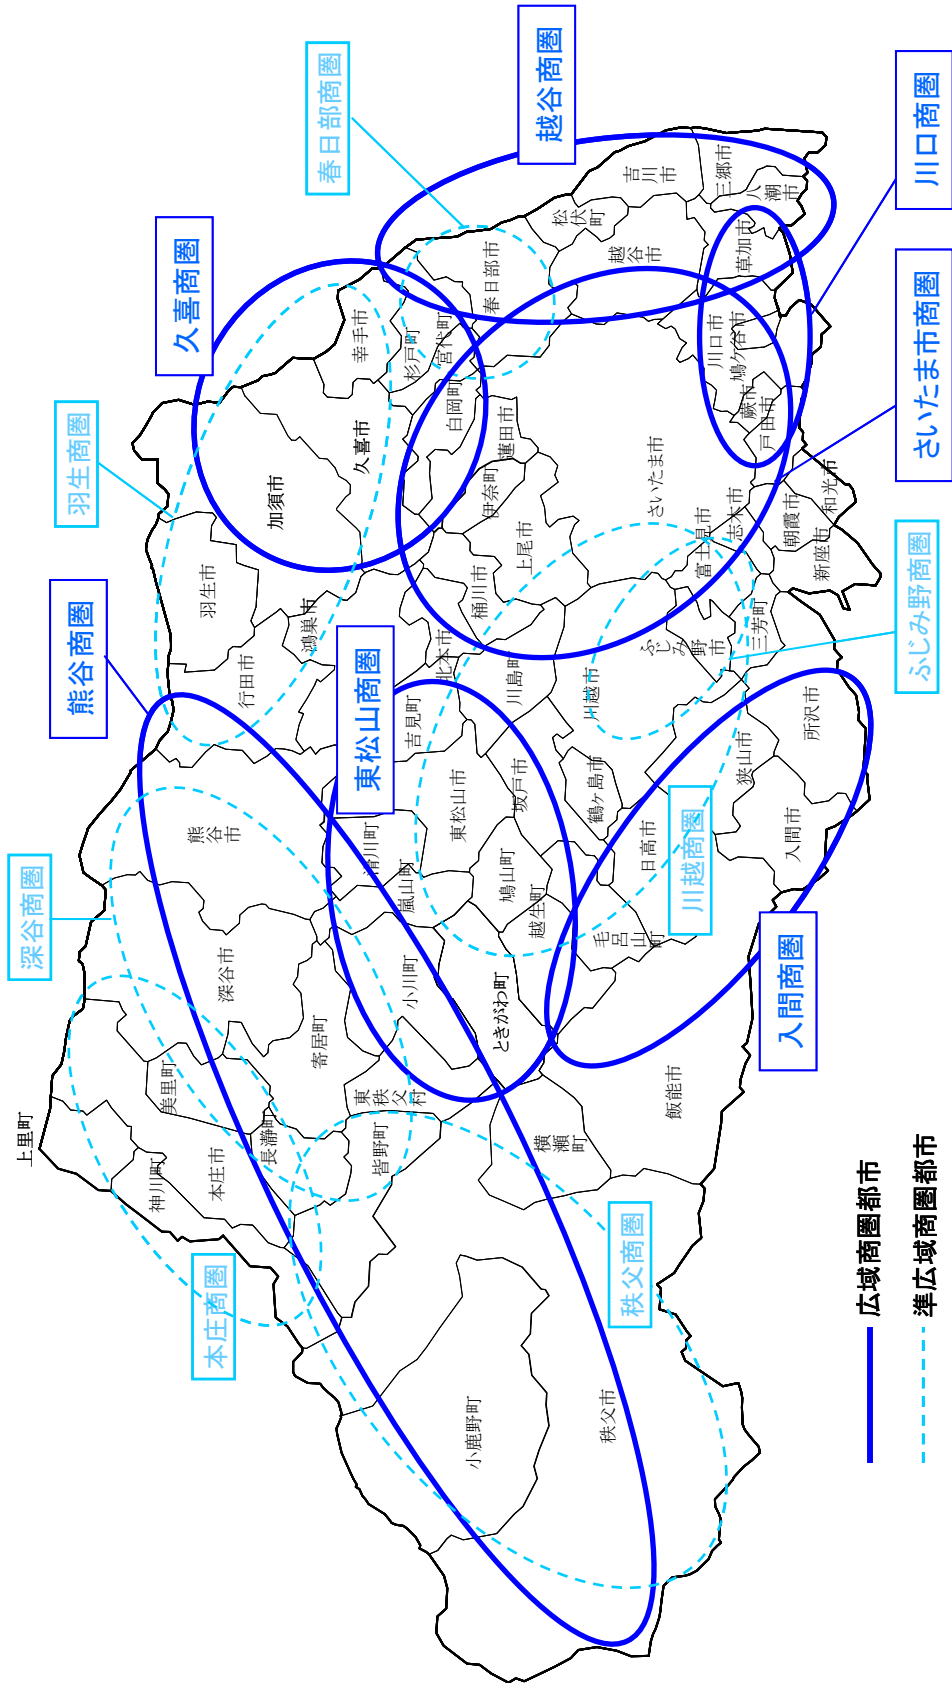 上里町
神川町
美里町
本庄市
長瀞町
皆野町
東秩父村
寄居町
深谷市
熊谷市
小鹿野町
秩父市
横瀬町
飯能市
小川町
ときがわ町
嵐山町
滑川町
東松山市
鳩山町
越生町
毛呂山町
坂戸市
鶴ヶ島市
日高市
吉見町
川島町
川越市
狭山市
入間市
所沢市
行田市
羽生市
鴻巣市
北本市
桶川市
上尾市
伊奈町
蓮田市
白岡町
加須市
久喜市
幸手市
杉戸町
宮代町
春日部市
さいたま市
富士見市
ふじみ野市
三芳町
志木市
朝霞市
新座市
和光市
戸田市
蕨市
川口市
鳩ヶ谷市
草加市
越谷市
松伏町
吉川市
三郷市
八潮市
本庄商圏
深谷商圏
熊谷商圏
羽生商圏
久喜商圏
春日部商圏
越谷商圏
東松山商圏
秩父商圏
川越商圏
入間商圏
ふじみ野商圏
さいたま市商圏
川口商圏
広域商圏都市
準広域商圏都市